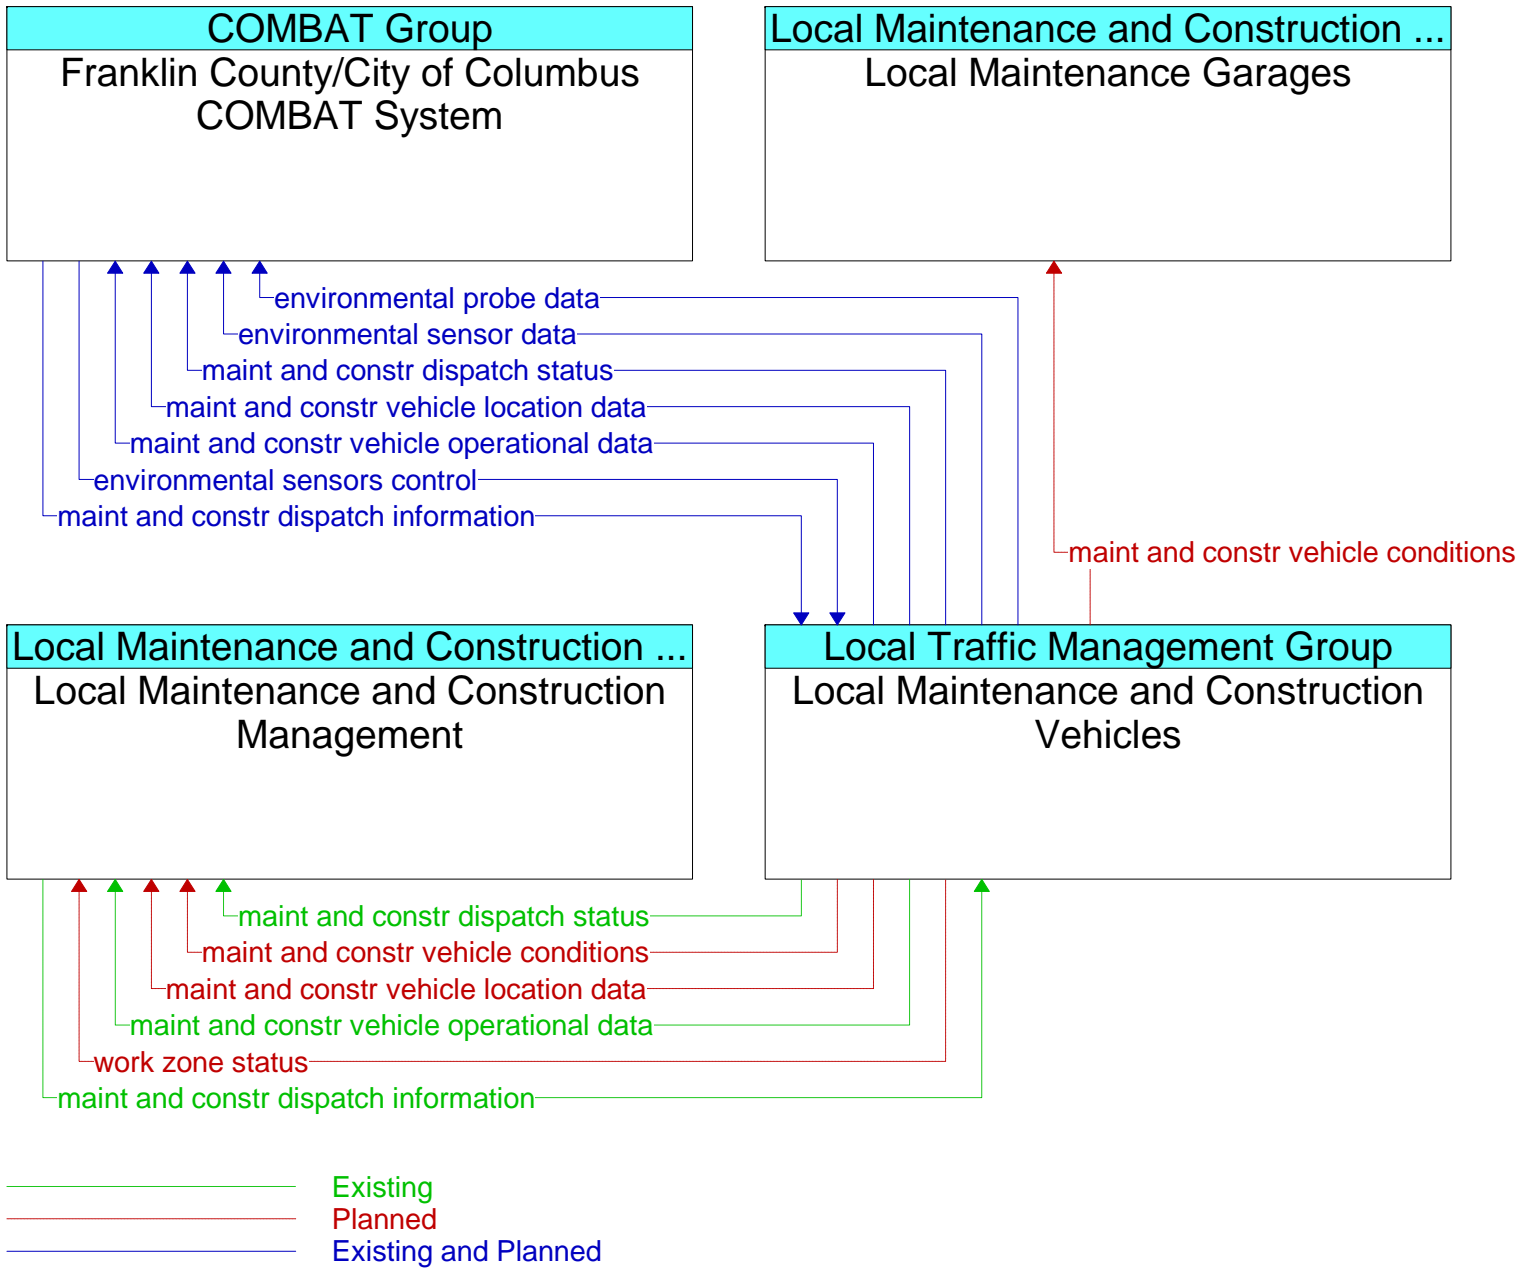 COMBAT Group
Franklin County/City of Columbus
COMBAT System
Local Maintenance and Construction ...
Local Maintenance Garages
environmental probe data
environmental sensor data
maint and constr dispatch status
maint and constr vehicle location data
maint and constr vehicle operational data
environmental sensors control
maint and constr dispatch information
maint and constr vehicle conditions
Local Maintenance and Construction ...
Local Maintenance and Construction
Management
Local Traffic Management Group
Local Maintenance and Construction
Vehicles
maint and constr dispatch status
maint and constr vehicle conditions
maint and constr vehicle location data
maint and constr vehicle operational data
work zone status
maint and constr dispatch information
Existing
Planned
Existing and Planned